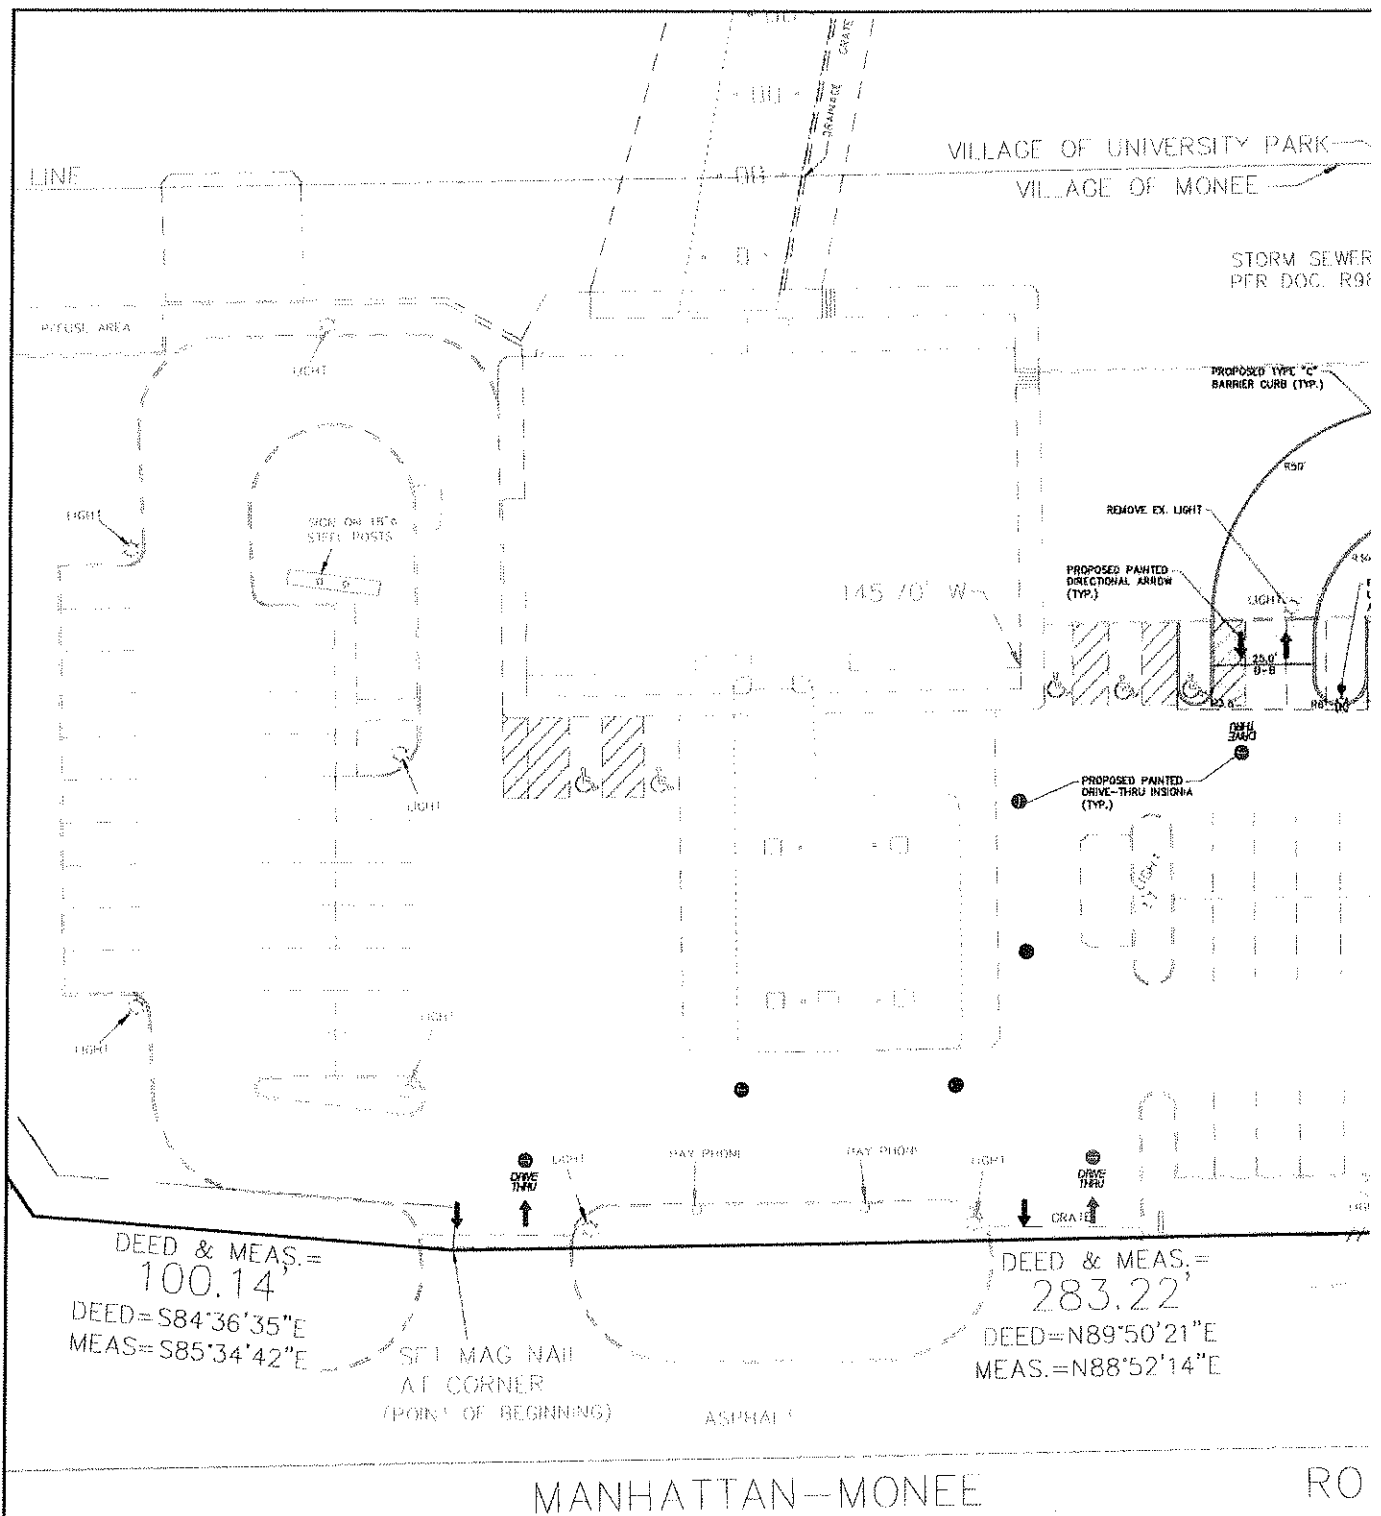 GRATE
DRAINAGE
VILLAGE OF UNIVERSITY PARK
LINE
VILLAGE OF MONEE
STORM SEWER
PER DOC. R98
AREA
LIGHT
PROPOSED TYPE "C"
BARRIER CURB (TYP.)
R50'
REMOVE EX. LIGHT
LIGHT
SIGN ON 18"
STEEL POSTS
PROPOSED PAINTED
DIRECTIONAL ARROW
(TYP.)
145.70' W
LIGHT
25.0'
B-B
DRIVE
THRU
PROPOSED PAINTED
DRIVE-THRU INSIGNIA
(TYP.)
LIGHT
LIGHT
LIGHT
LIGHT
PAY PHONE
PAY PHONE
LIGHT
DRIVE
THRU
DRIVE
THRU
GRATE
DEED & MEAS.=
100.14'
DEED=S84°36'35"E
MEAS=S85°34'42"E
DEED & MEAS.=
283.22'
DEED=N89°50'21"E
MEAS.=N88°52'14"E
SET MAG NAIL
AT CORNER
(POINT OF BEGINNING)
ASPHALT
MANHATTAN-MONEE RO